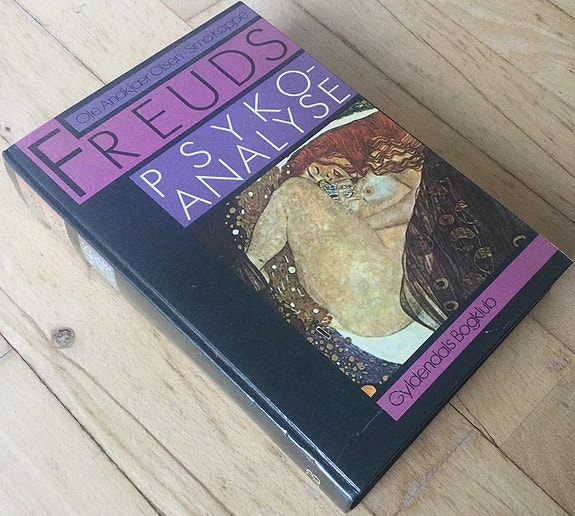 Ole Andkjær Olsen · Simo Køppe
FREUDS
PSYKO-
ANALYSE
Gyldendals Bogklub